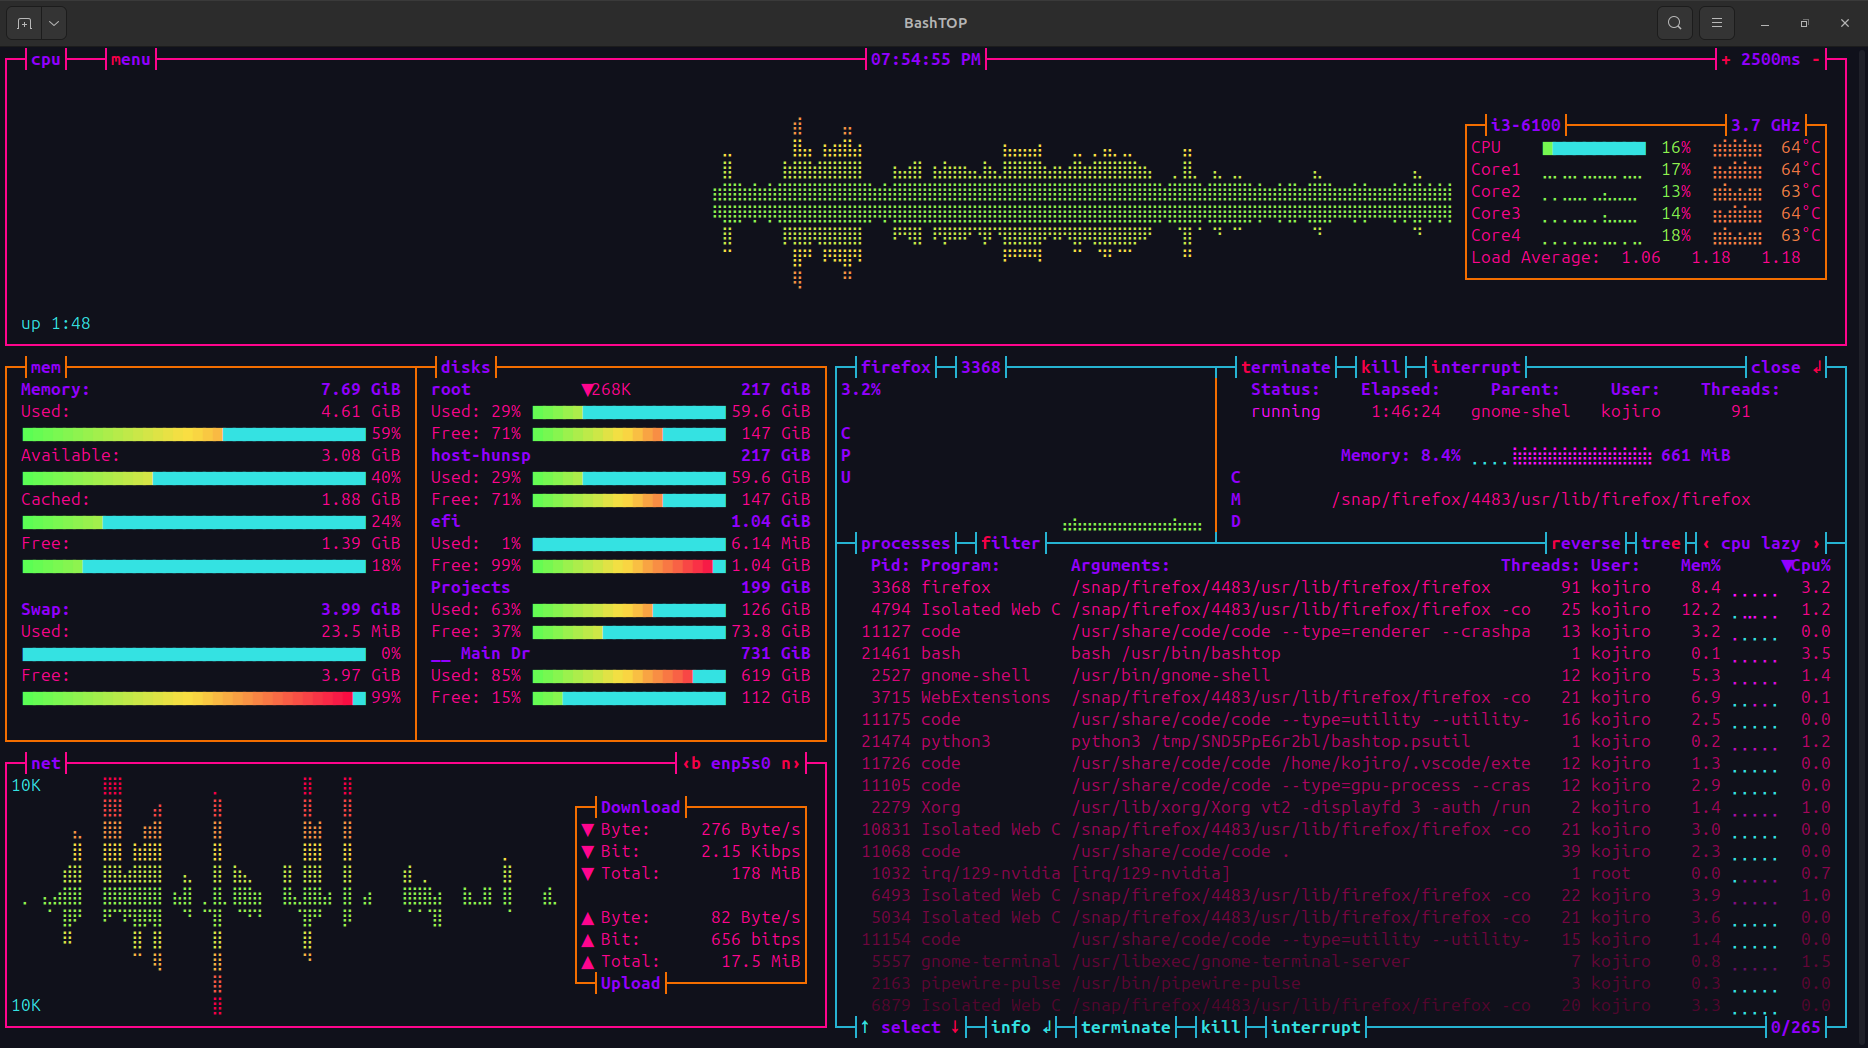 BashTOP
cpu menu 07:54:55 PM + 2500ms -
i3-6100 3.7 GHz
CPU 16% 64°C
Core1 17% 64°C
Core2 13% 63°C
Core3 14% 64°C
Core4 18% 63°C
Load Average: 1.06 1.18 1.18
up 1:48
mem
Memory: 7.69 GiB
Used: 4.61 GiB
59%
Available: 3.08 GiB
40%
Cached: 1.88 GiB
24%
Free: 1.39 GiB
18%
Swap: 3.99 GiB
Used: 23.5 MiB
0%
Free: 3.97 GiB
99%
disks
root ▼268K 217 GiB
Used: 29% 59.6 GiB
Free: 71% 147 GiB
host-hunsp 217 GiB
Used: 29% 59.6 GiB
Free: 71% 147 GiB
efi 1.04 GiB
Used: 1% 6.14 MiB
Free: 99% 1.04 GiB
Projects 199 GiB
Used: 63% 126 GiB
Free: 37% 73.8 GiB
__ Main Dr 731 GiB
Used: 85% 619 GiB
Free: 15% 112 GiB
net ‹b enp5s0 n›
10K
10K
Download
▼ Byte: 276 Byte/s
▼ Bit: 2.15 Kibps
▼ Total: 178 MiB
▲ Byte: 82 Byte/s
▲ Bit: 656 bitps
▲ Total: 17.5 MiB
Upload
firefox 3368 terminate kill interrupt close ↲
3.2%
C
P
U
Status: Elapsed: Parent: User: Threads:
running 1:46:24 gnome-shel kojiro 91
Memory: 8.4% 661 MiB
C
M /snap/firefox/4483/usr/lib/firefox/firefox
D
processes filter reverse tree ‹ cpu lazy ›
Pid: Program: Arguments: Threads: User: Mem% ▼Cpu%
3368 firefox /snap/firefox/4483/usr/lib/firefox/firefox 91 kojiro 8.4 3.2
4794 Isolated Web C /snap/firefox/4483/usr/lib/firefox/firefox -co 25 kojiro 12.2 1.2
11127 code /usr/share/code/code --type=renderer --crashpa 13 kojiro 3.2 0.0
21461 bash bash /usr/bin/bashtop 1 kojiro 0.1 3.5
2527 gnome-shell /usr/bin/gnome-shell 12 kojiro 5.3 1.4
3715 WebExtensions /snap/firefox/4483/usr/lib/firefox/firefox -co 21 kojiro 6.9 0.1
11175 code /usr/share/code/code --type=utility --utility- 16 kojiro 2.5 0.0
21474 python3 python3 /tmp/SND5PpE6r2bl/bashtop.psutil 1 kojiro 0.2 1.2
11726 code /usr/share/code/code /home/kojiro/.vscode/exte 12 kojiro 1.3 0.0
11105 code /usr/share/code/code --type=gpu-process --cras 12 kojiro 2.9 0.0
2279 Xorg /usr/lib/xorg/Xorg vt2 -displayfd 3 -auth /run 2 kojiro 1.4 1.0
10831 Isolated Web C /snap/firefox/4483/usr/lib/firefox/firefox -co 21 kojiro 3.0 0.0
11068 code /usr/share/code/code . 39 kojiro 2.3 0.0
1032 irq/129-nvidia [irq/129-nvidia] 1 root 0.0 0.7
6493 Isolated Web C /snap/firefox/4483/usr/lib/firefox/firefox -co 22 kojiro 3.9 1.0
5034 Isolated Web C /snap/firefox/4483/usr/lib/firefox/firefox -co 21 kojiro 3.6 0.0
11154 code /usr/share/code/code --type=utility --utility- 15 kojiro 1.4 0.0
5557 gnome-terminal /usr/libexec/gnome-terminal-server 7 kojiro 0.8 1.5
2163 pipewire-pulse /usr/bin/pipewire-pulse 3 kojiro 0.3 0.0
6879 Isolated Web C /snap/firefox/4483/usr/lib/firefox/firefox -co 20 kojiro 3.3 0.0
↑ select ↓ info ↲ terminate kill interrupt 0/265